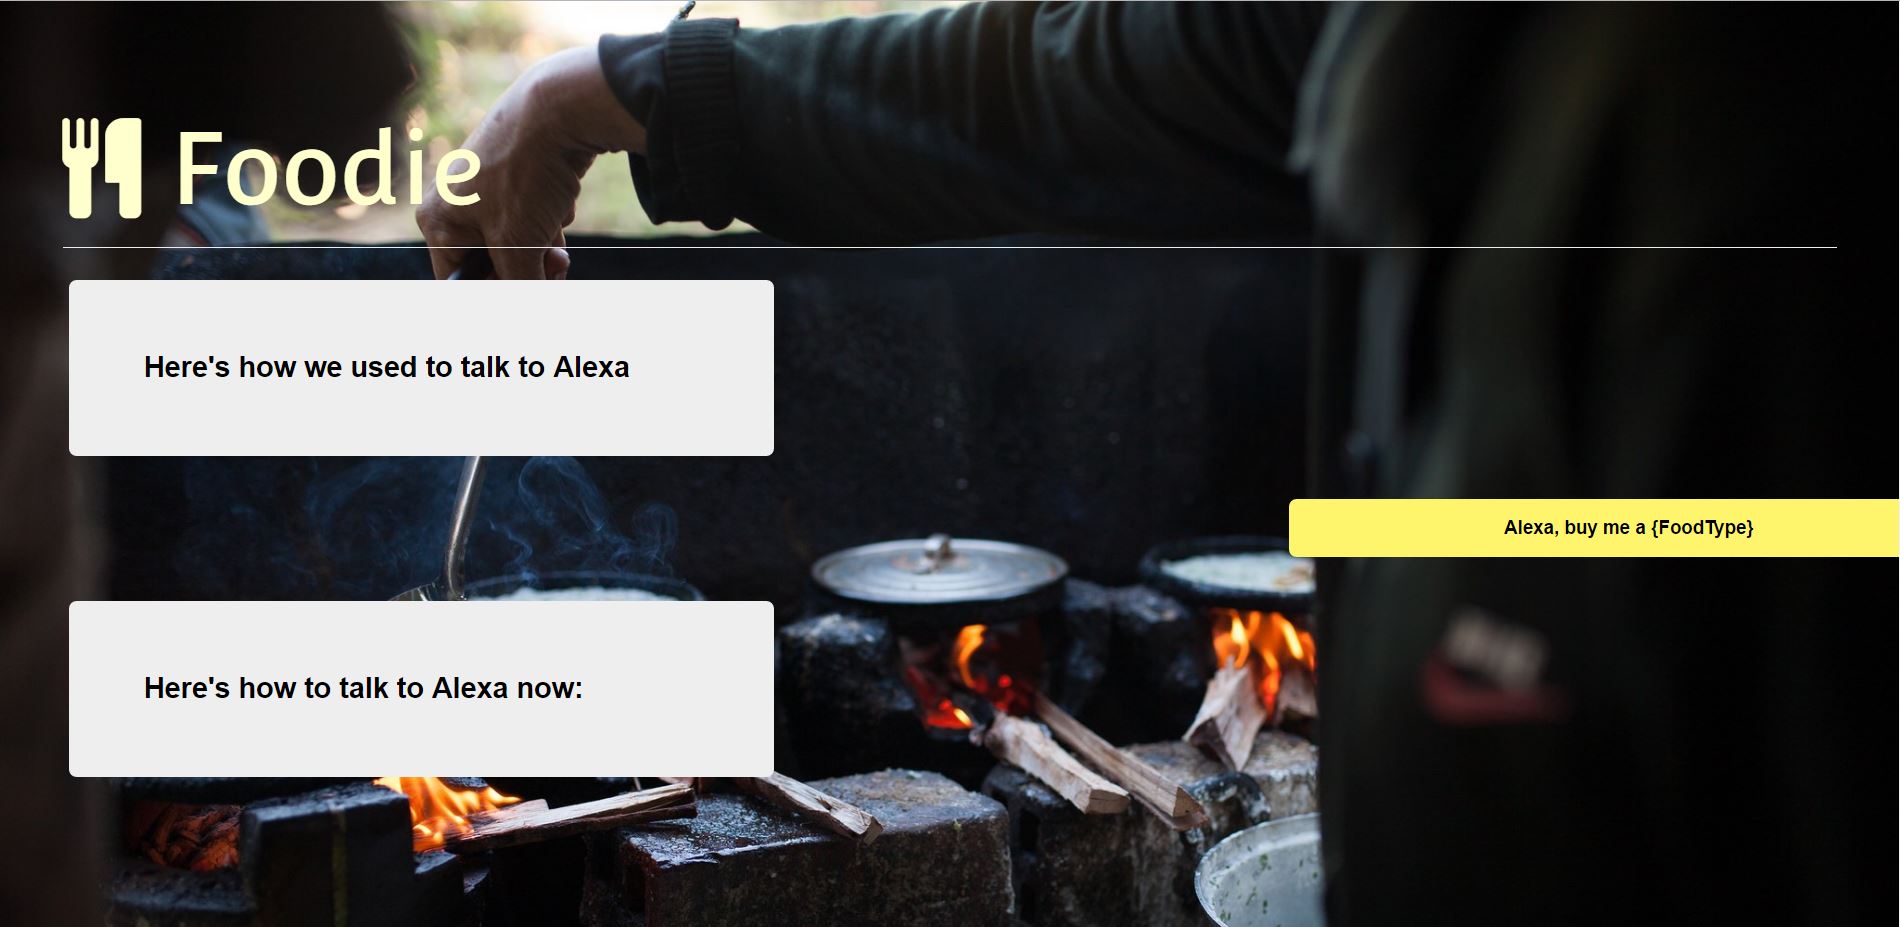 Foodie
Here's how we used to talk to Alexa
Alexa, buy me a {FoodType}
Here's how to talk to Alexa now: